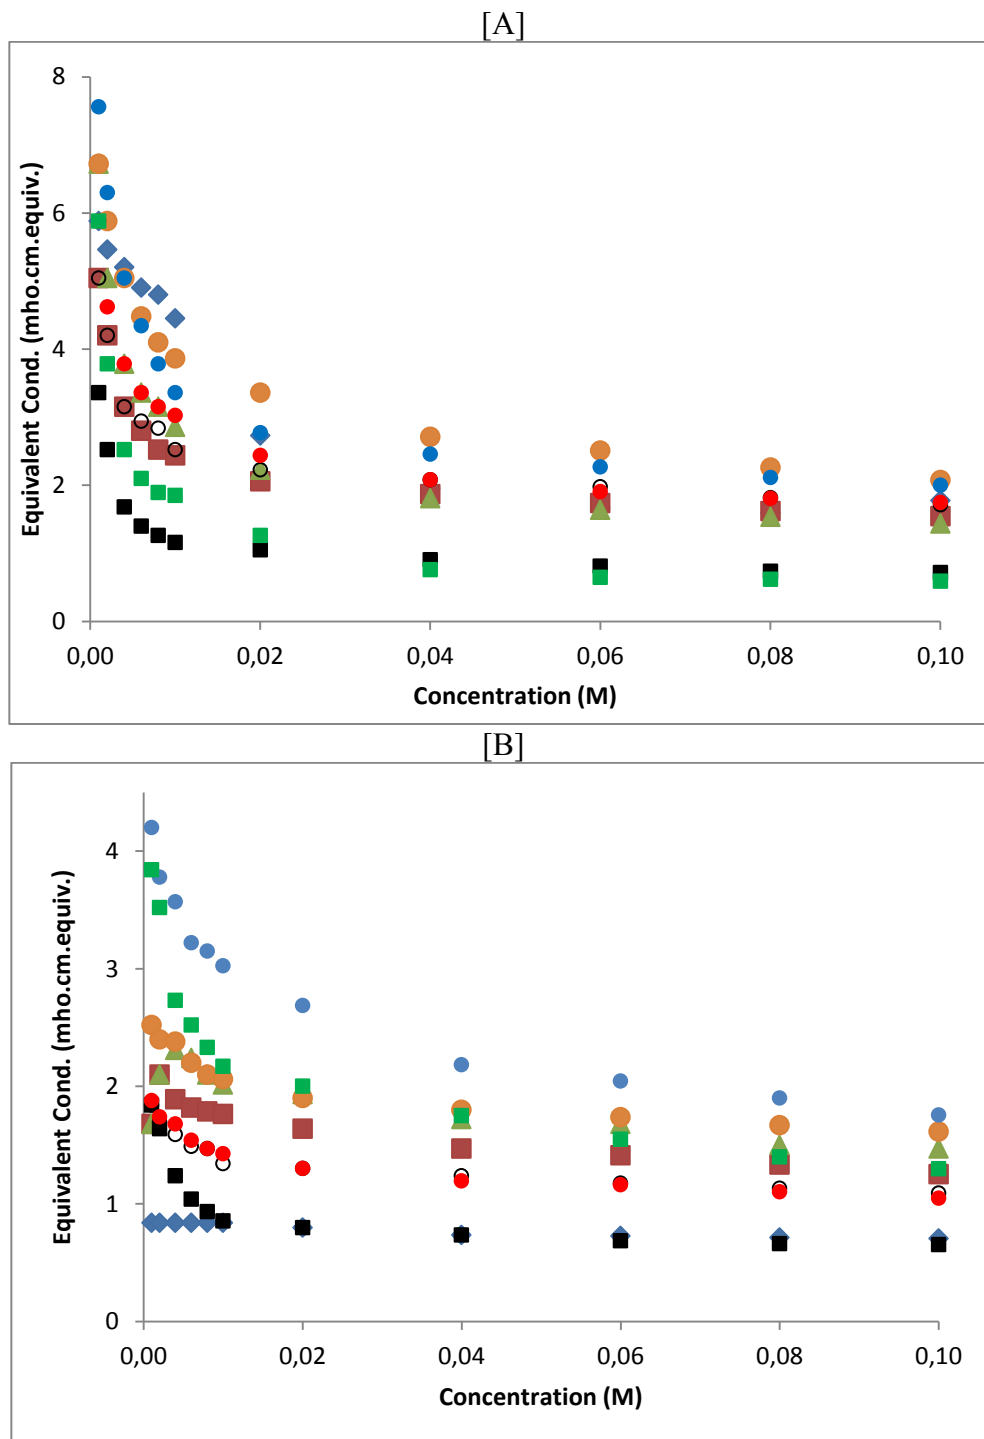 [A]
Equivalent Cond. (mho.cm.equiv.)
8
6
4
2
0
0,00 0,02 0,04 0,06 0,08 0,10
Concentration (M)
[B]
Equivalent Cond. (mho.cm.equiv.)
4
3
2
1
0
0,00 0,02 0,04 0,06 0,08 0,10
Concentration (M)